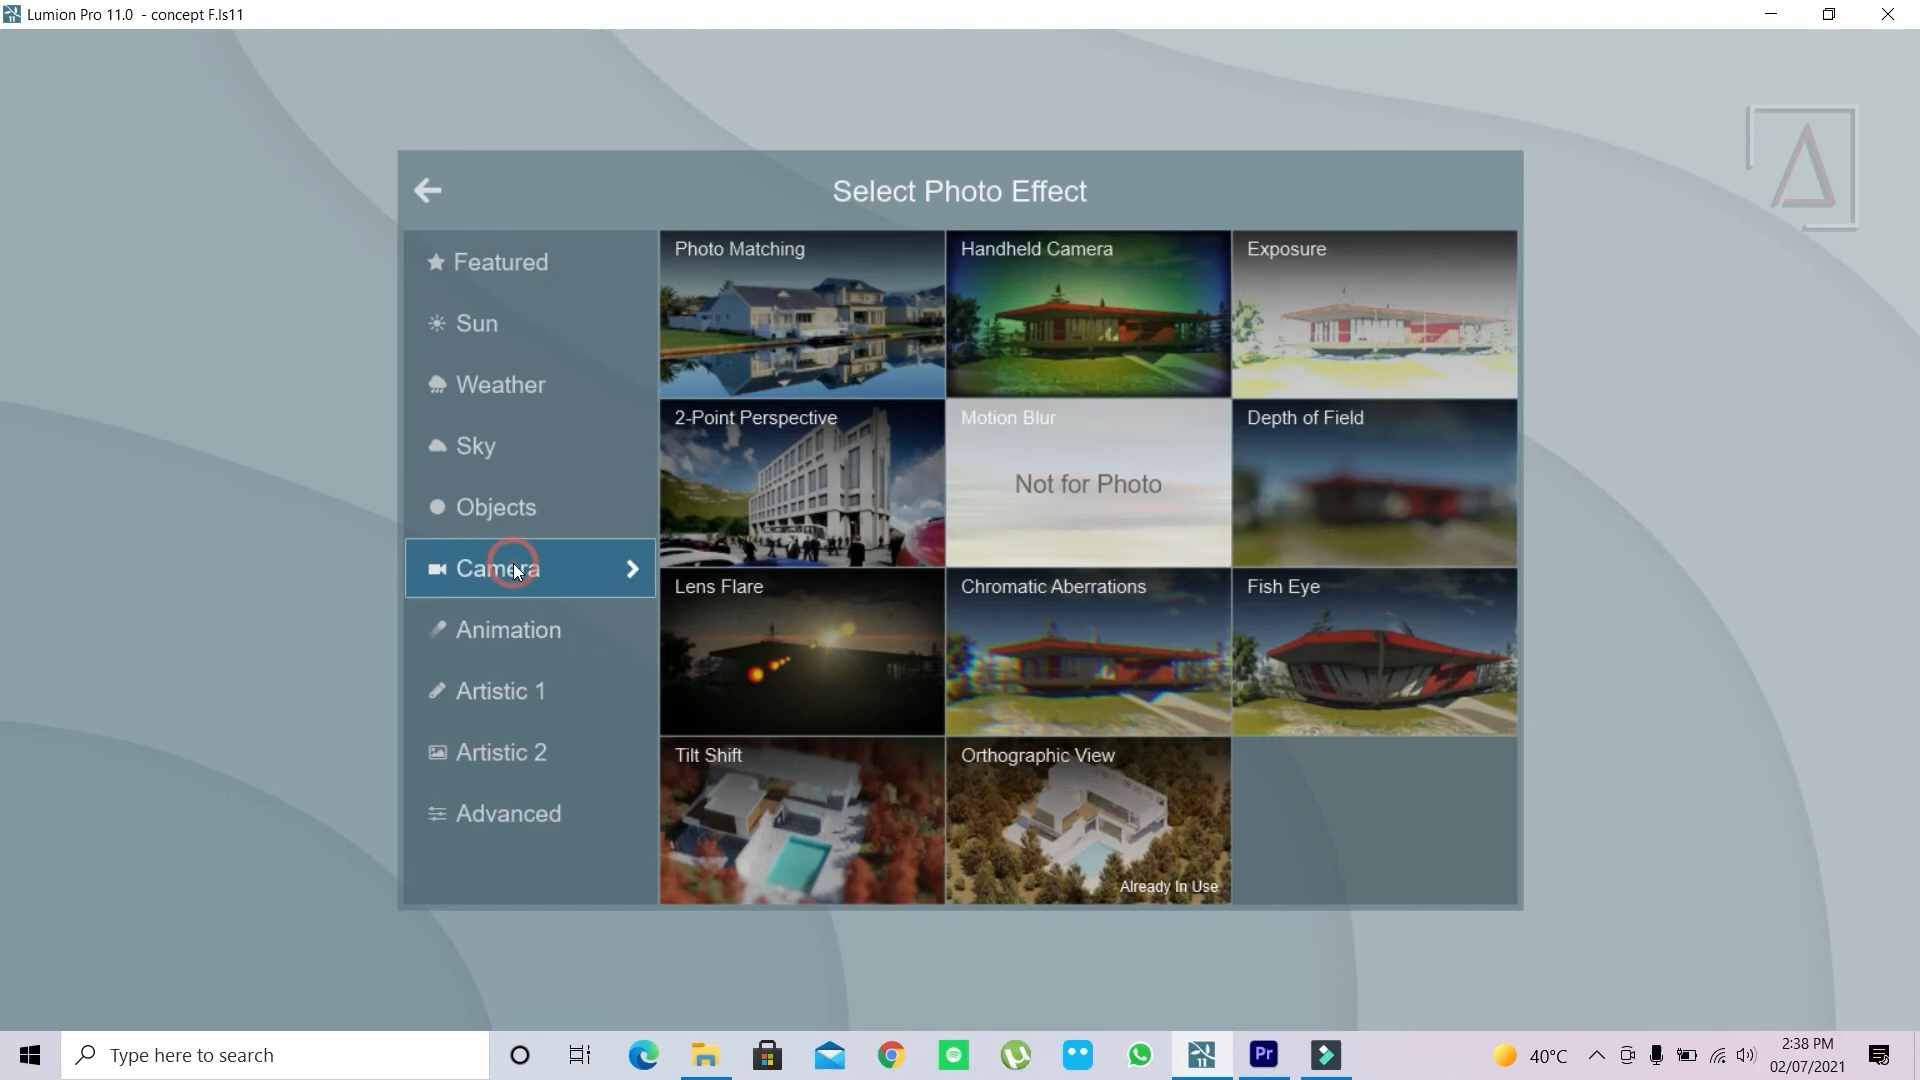 Lumion Pro 11.0 - concept F.ls11
Select Photo Effect
Featured
Sun
Weather
Sky
Objects
Camera
Animation
Artistic 1
Artistic 2
Advanced
Photo Matching
Handheld Camera
Exposure
2-Point Perspective
Motion Blur
Not for Photo
Depth of Field
Lens Flare
Chromatic Aberrations
Fish Eye
Tilt Shift
Orthographic View
Already In Use
Type here to search
11
Pr
40°C
2:38 PM
02/07/2021